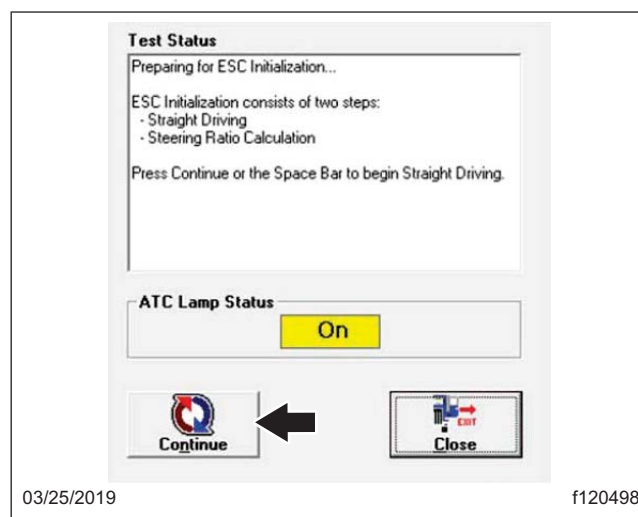 Test Status
Preparing for ESC Initialization...
ESC Initialization consists of two steps:
- Straight Driving
- Steering Ratio Calculation
Press Continue or the Space Bar to begin Straight Driving.
ATC Lamp Status
On
EXIT
Continue
Close
03/25/2019
f120498